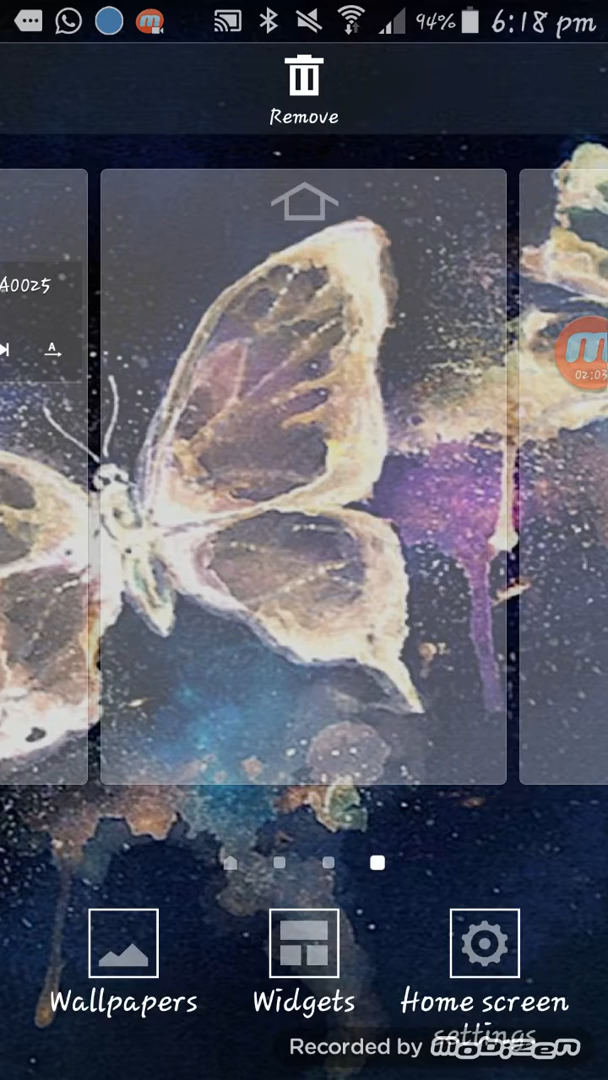 94% 6:18 pm
Remove
A0025
A
02:03
Wallpapers
Widgets
Home screen
settings
Recorded by mobizen